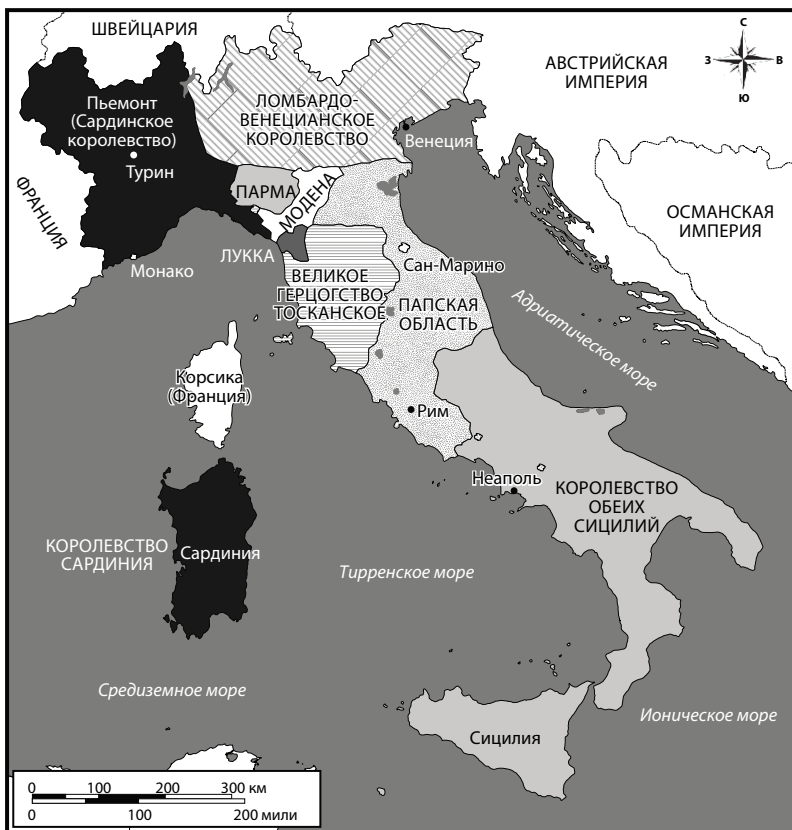 ШВЕЙЦАРИЯ
АВСТРИЙСКАЯ
ИМПЕРИЯ
С
З
В
Ю
Пьемонт
(Сардинское
королевство)
Турин
ЛОМБАРДО-
ВЕНЕЦИАНСКОЕ
КОРОЛЕВСТВО
Венеция
ФРАНЦИЯ
ПАРМА
МОДЕНА
ОСМАНСКАЯ
ИМПЕРИЯ
Монако
ЛУККА
Сан-Марино
ВЕЛИКОЕ
ГЕРЦОГСТВО
ТОСКАНСКОЕ
ПАПСКАЯ
ОБЛАСТЬ
Адриатическое море
Корсика
(Франция)
Рим
Неаполь
КОРОЛЕВСТВО
ОБЕИХ
СИЦИЛИЙ
КОРОЛЕВСТВО
САРДИНИЯ
Сардиния
Тирренское море
Средиземное море
Ионическое море
Сицилия
0 100 200 300 км
0 100 200 мили